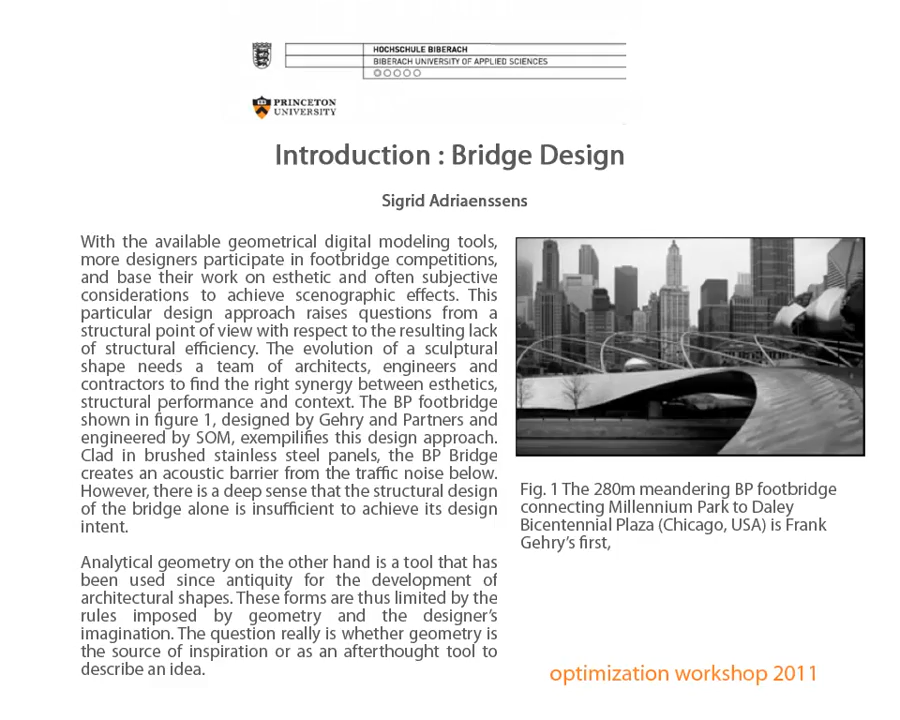 HOCHSCHULE BIBERACH
BIBERACH UNIVERSITY OF APPLIED SCIENCES
PRINCETON
UNIVERSITY
Introduction : Bridge Design
Sigrid Adriaenssens
With the available geometrical digital modeling tools,
more designers participate in footbridge competitions,
and base their work on esthetic and often subjective
considerations to achieve scenographic effects. This
particular design approach raises questions from a
structural point of view with respect to the resulting lack
of structural efficiency. The evolution of a sculptural
shape needs a team of architects, engineers and
contractors to find the right synergy between esthetics,
structural performance and context. The BP footbridge
shown in figure 1, designed by Gehry and Partners and
engineered by SOM, exempilifies this design approach.
Clad in brushed stainless steel panels, the BP Bridge
creates an acoustic barrier from the traffic noise below.
However, there is a deep sense that the structural design
of the bridge alone is insufficient to achieve its design
intent.
Analytical geometry on the other hand is a tool that has
been used since antiquity for the development of
architectural shapes. These forms are thus limited by the
rules imposed by geometry and the designer's
imagination. The question really is whether geometry is
the source of inspiration or as an afterthought tool to
describe an idea.
Fig. 1 The 280m meandering BP footbridge
connecting Millennium Park to Daley
Bicentennial Plaza (Chicago, USA) is Frank
Gehry's first,
optimization workshop 2011